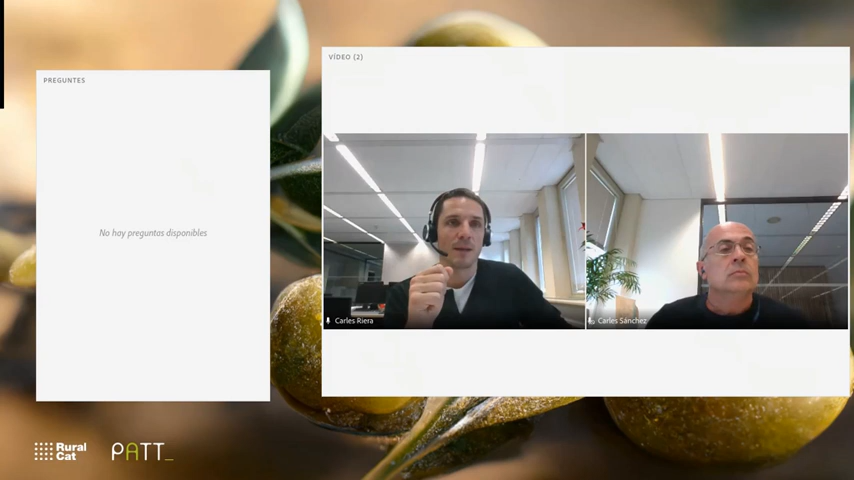 PREGUNTES
No hay preguntas disponibles
VÍDEO (2)
Carles Riera
Carles Sánchez
Rural
Cat
PATT_